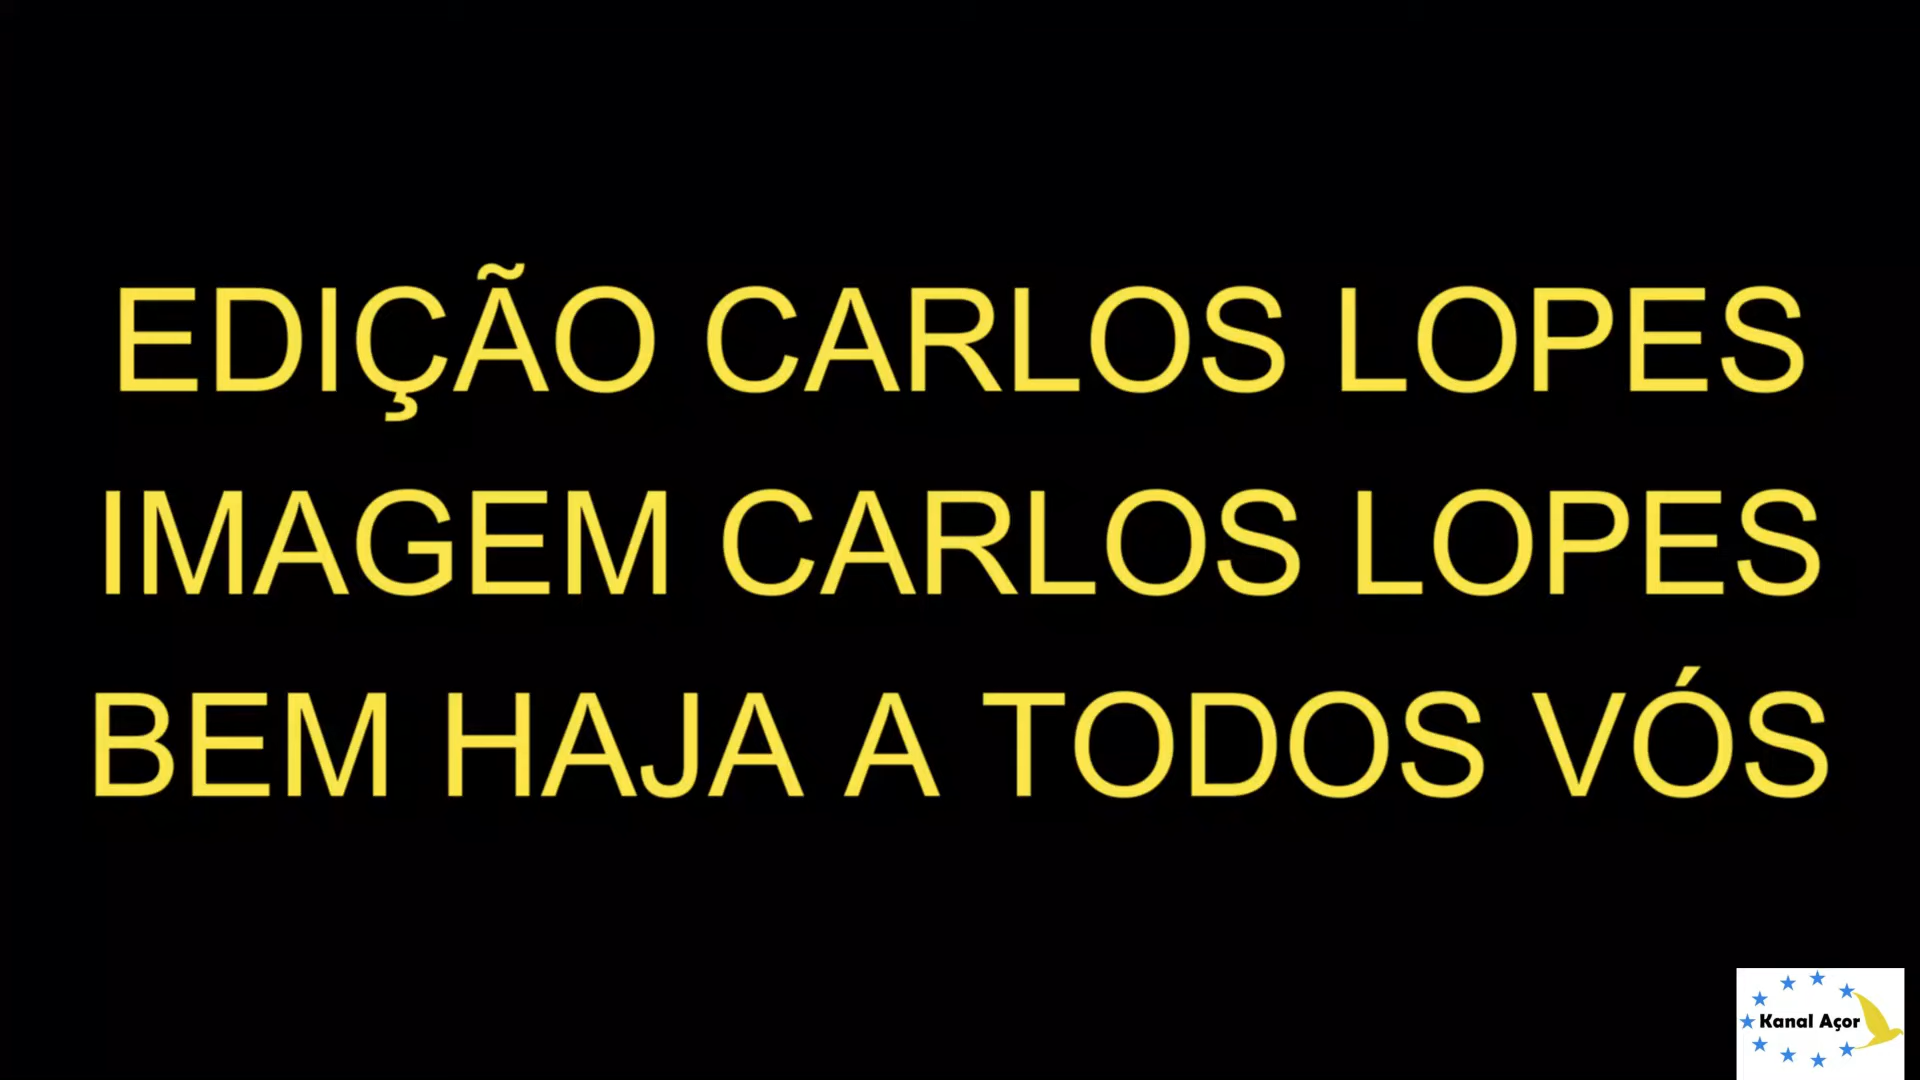 EDIÇÃO CARLOS LOPES
IMAGEM CARLOS LOPES
BEM HAJA A TODOS VÓS
Kanal Açor